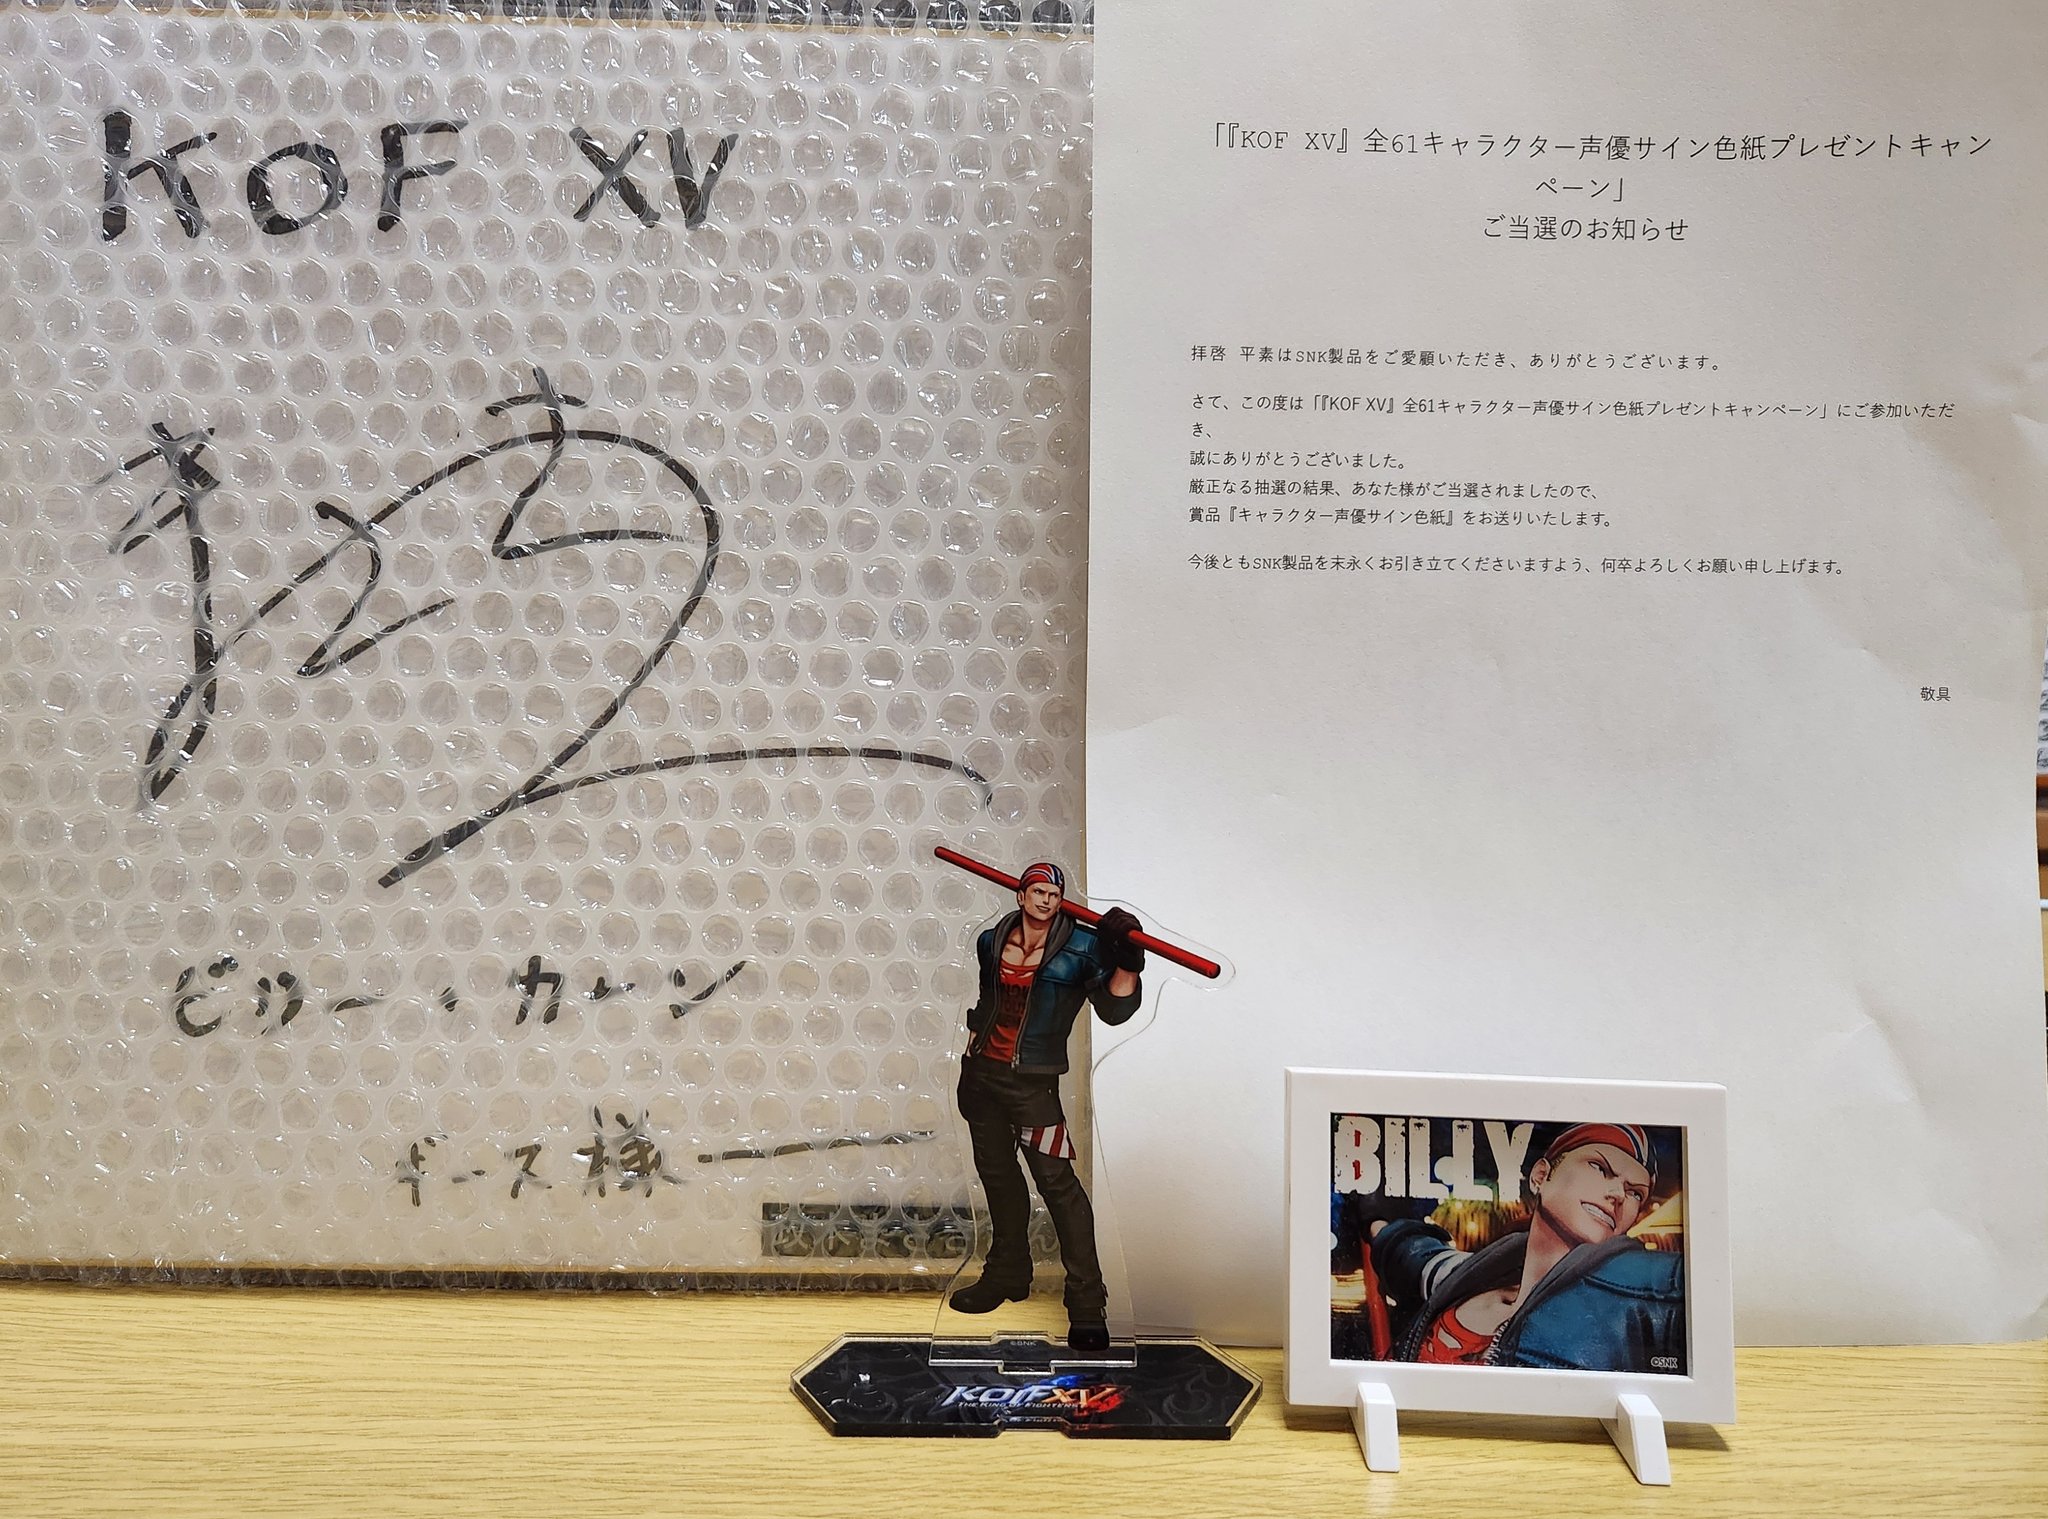 KOF XV
ビリー・カーン
ギース様
「『KOF XV』全61キャラクター声優サイン色紙プレゼントキャン
ペーン」
ご当選のお知らせ
拝啓 平素はSNK製品をご愛顧いただき、ありがとうございます。
さて、この度は「『KOF XV』全61キャラクター声優サイン色紙プレゼントキャンペーン」にご参加いただ
き、
誠にありがとうございました。
厳正なる抽選の結果、あなた様がご当選されましたので、
賞品『キャラクター声優サイン色紙』をお送りいたします。
今後ともSNK製品を末永くお引き立てくださいますよう、何卒よろしくお願い申し上げます。
敬具
©SNK
KOF XV
THE KING OF FIGHTERS
BILLY
©SNK